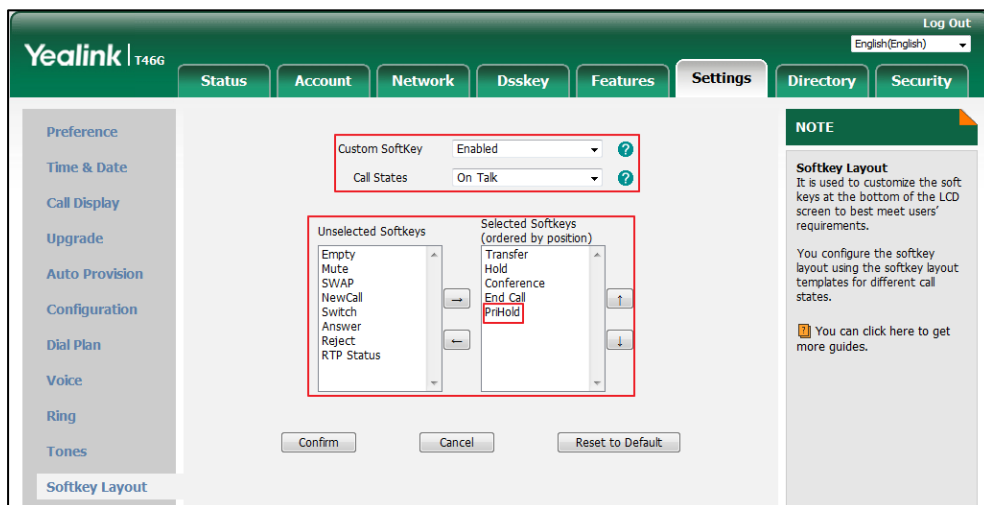 Log Out
English(English)
Yealink T46G
Status Account Network Dsskey Features Settings Directory Security
Preference
Time & Date
Call Display
Upgrade
Auto Provision
Configuration
Dial Plan
Voice
Ring
Tones
Softkey Layout
Custom SoftKey Enabled ?
Call States On Talk ?
Unselected Softkeys
Empty
Mute
SWAP
NewCall
Switch
Answer
Reject
RTP Status
→
←
Selected Softkeys
(ordered by position)
Transfer
Hold
Conference
End Call
PriHold
↑
↓
Confirm Cancel Reset to Default
NOTE
Softkey Layout
It is used to customize the soft
keys at the bottom of the LCD
screen to best meet users'
requirements.
You configure the softkey
layout using the softkey layout
templates for different call
states.
? You can click here to get
more guides.